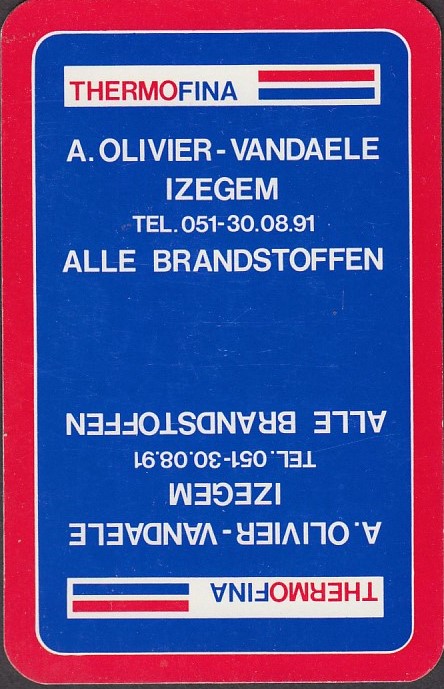 THERMOFINA
A. OLIVIER - VANDAELE
IZEGEM
TEL. 051-30.08.91
ALLE BRANDSTOFFEN
ALLE BRANDSTOFFEN
TEL. 051-30.08.91
IZEGEM
A. OLIVIER - VANDAELE
THERMOFINA